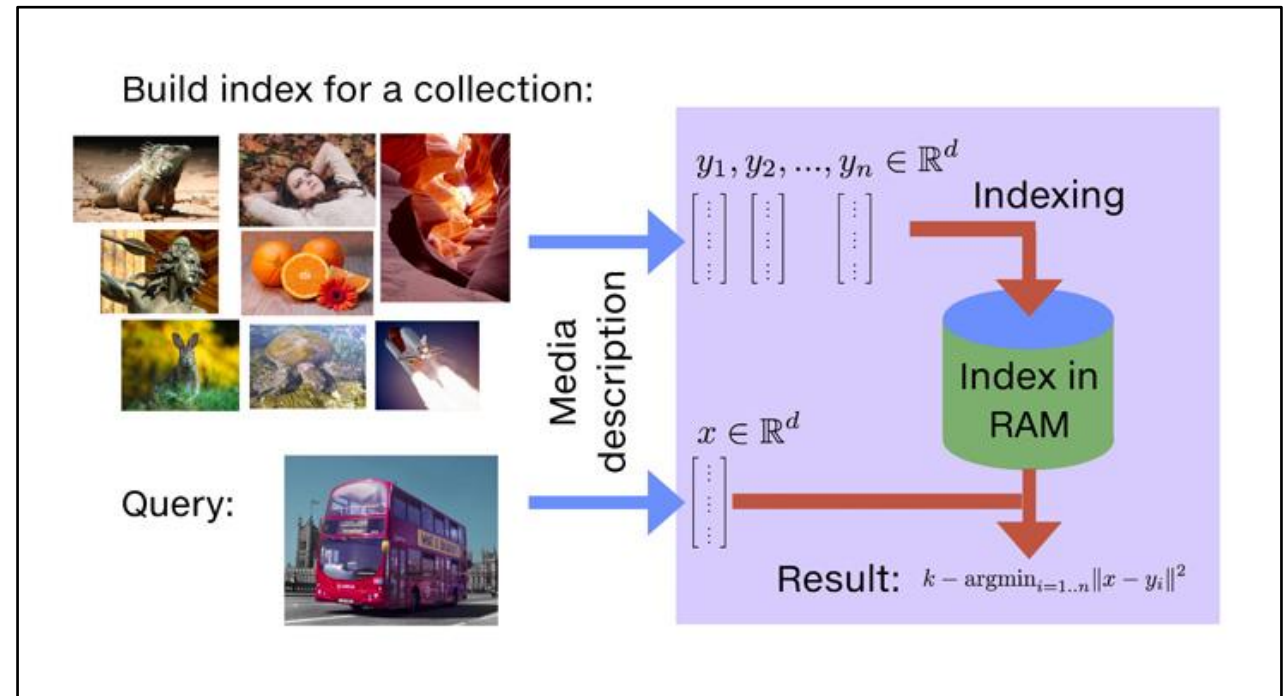 Build index for a collection:
y₁, y₂, ..., yₙ ∈ ℝᵈ
Indexing
Media
description
Index in
RAM
x ∈ ℝᵈ
Query:
Result: k − argminᵢ₌₁..ₙ‖x − yᵢ‖²